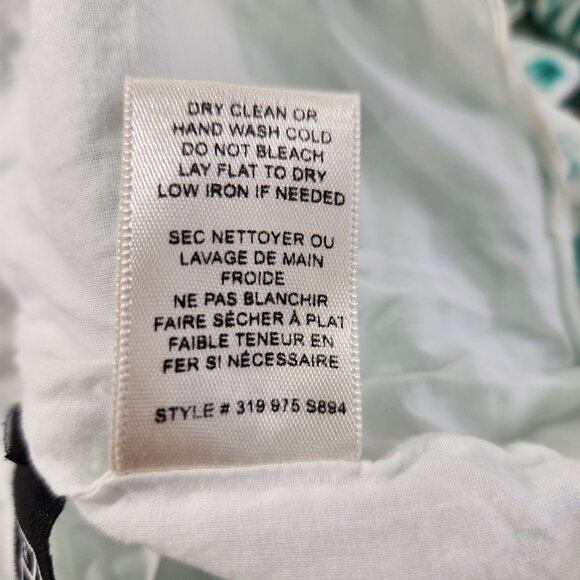 DRY CLEAN OR
HAND WASH COLD
DO NOT BLEACH
LAY FLAT TO DRY
LOW IRON IF NEEDED
SEC NETTOYER OU
LAVAGE DE MAIN
FROIDE
NE PAS BLANCHIR
FAIRE SÈCHER À PLAT
FAIBLE TENEUR EN
FER SI NÉCESSAIRE
STYLE # 319 975 S894